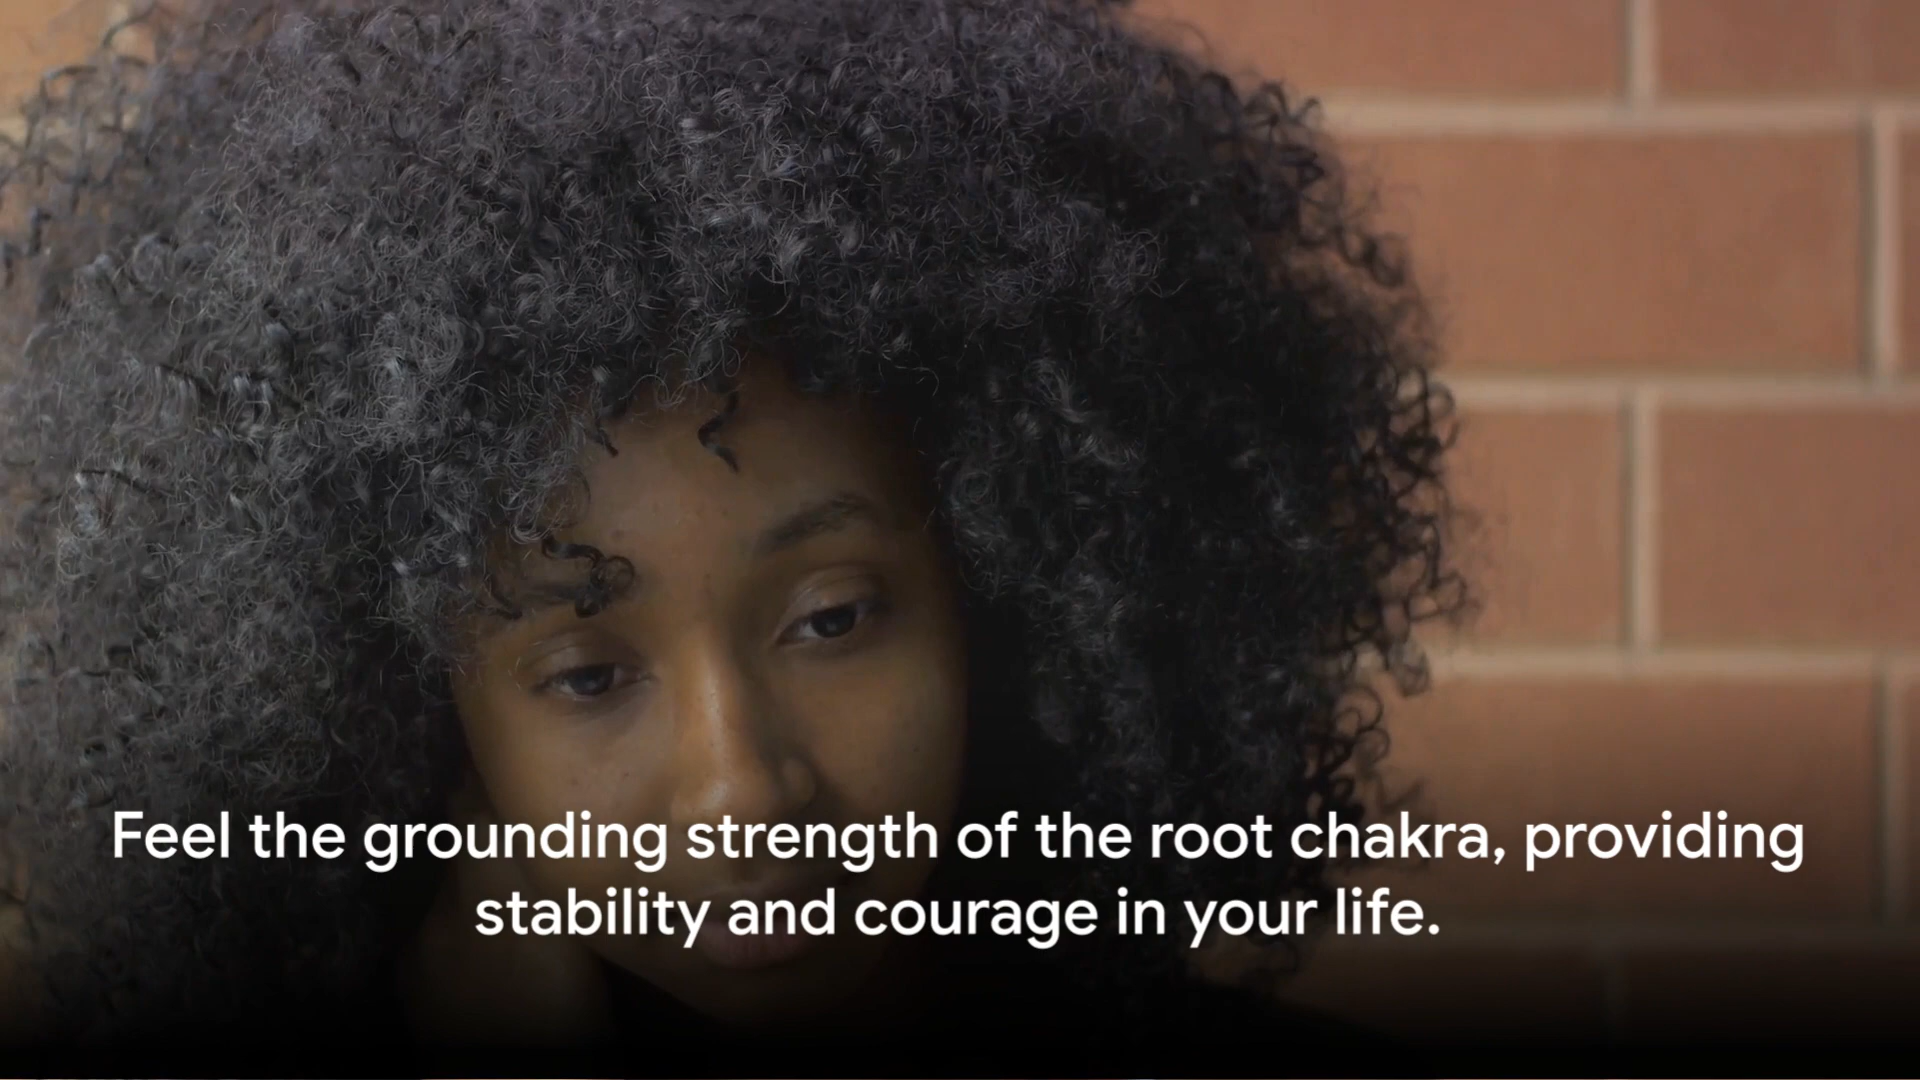 Feel the grounding strength of the root chakra, providing
stability and courage in your life.